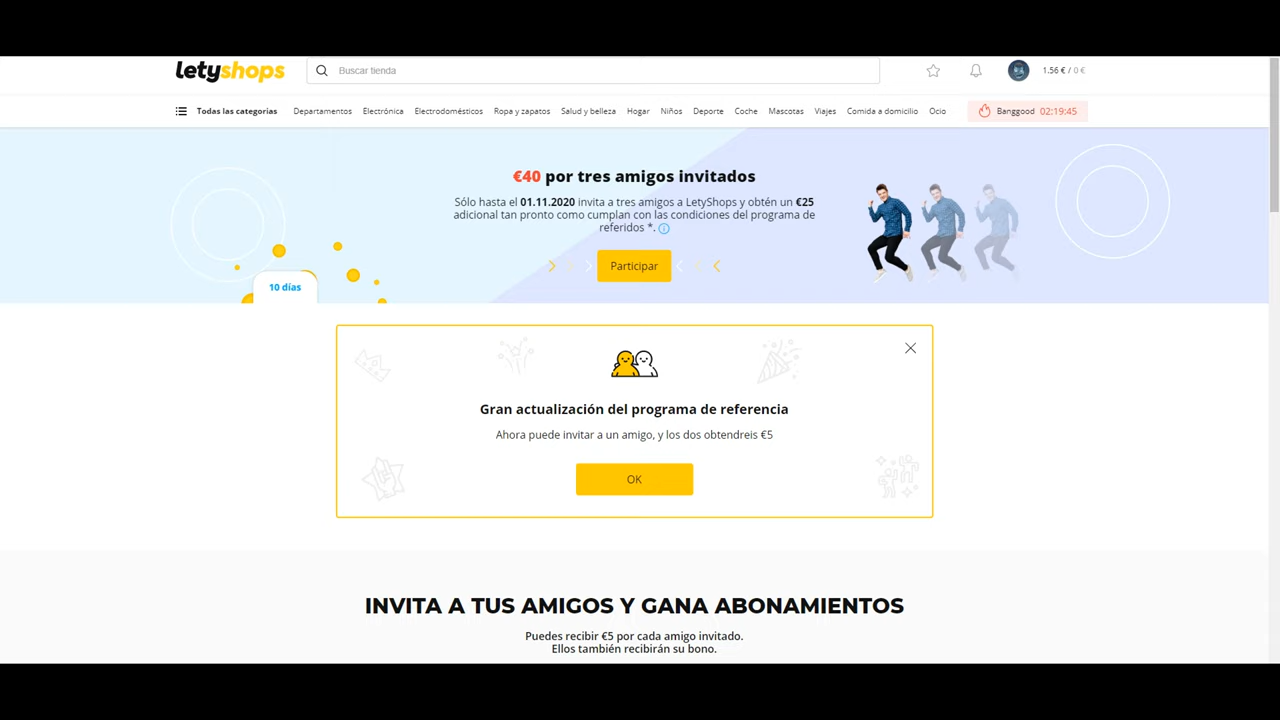 letyshops
Buscar tienda
1.56 € / 0 €
Todas las categorías Departamentos Electrónica Electrodomésticos Ropa y zapatos Salud y belleza Hogar Niños Deporte Coche Mascotas Viajes Comida a domicilio Ocio Banggood 02:19:45
€40 por tres amigos invitados
Sólo hasta el 01.11.2020 invita a tres amigos a LetyShops y obtén un €25
adicional tan pronto como cumplan con las condiciones del programa de
referidos *.
Participar
10 días
Gran actualización del programa de referencia
Ahora puede invitar a un amigo, y los dos obtendreis €5
OK
INVITA A TUS AMIGOS Y GANA ABONAMIENTOS
Puedes recibir €5 por cada amigo invitado.
Ellos también recibirán su bono.